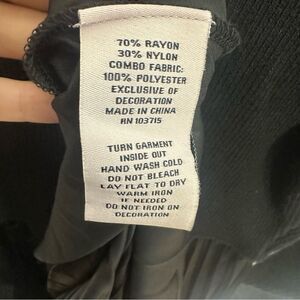 70% RAYON
30% NYLON
COMBO FABRIC:
100% POLYESTER
EXCLUSIVE OF
DECORATION
MADE IN CHINA
RN 103715
TURN GARMENT
INSIDE OUT
HAND WASH COLD
DO NOT BLEACH
LAY FLAT TO DRY
WARM IRON
IF NEEDED
DO NOT IRON ON
DECORATION